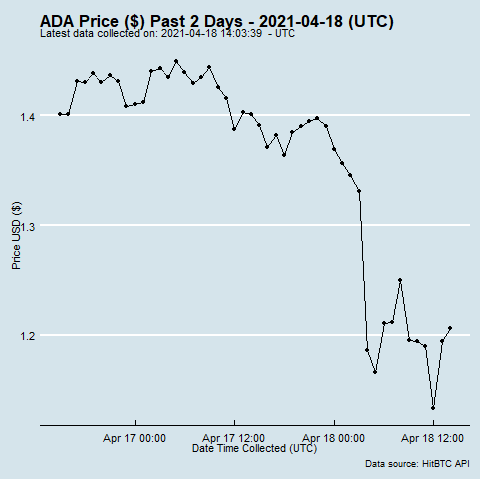 ADA Price ($) Past 2 Days - 2021-04-18 (UTC)
Latest data collected on: 2021-04-18 14:03:39 - UTC
1.4
1.3
1.2
Price USD ($)
Apr 17 00:00
Apr 17 12:00
Apr 18 00:00
Apr 18 12:00
Date Time Collected (UTC)
Data source: HitBTC API